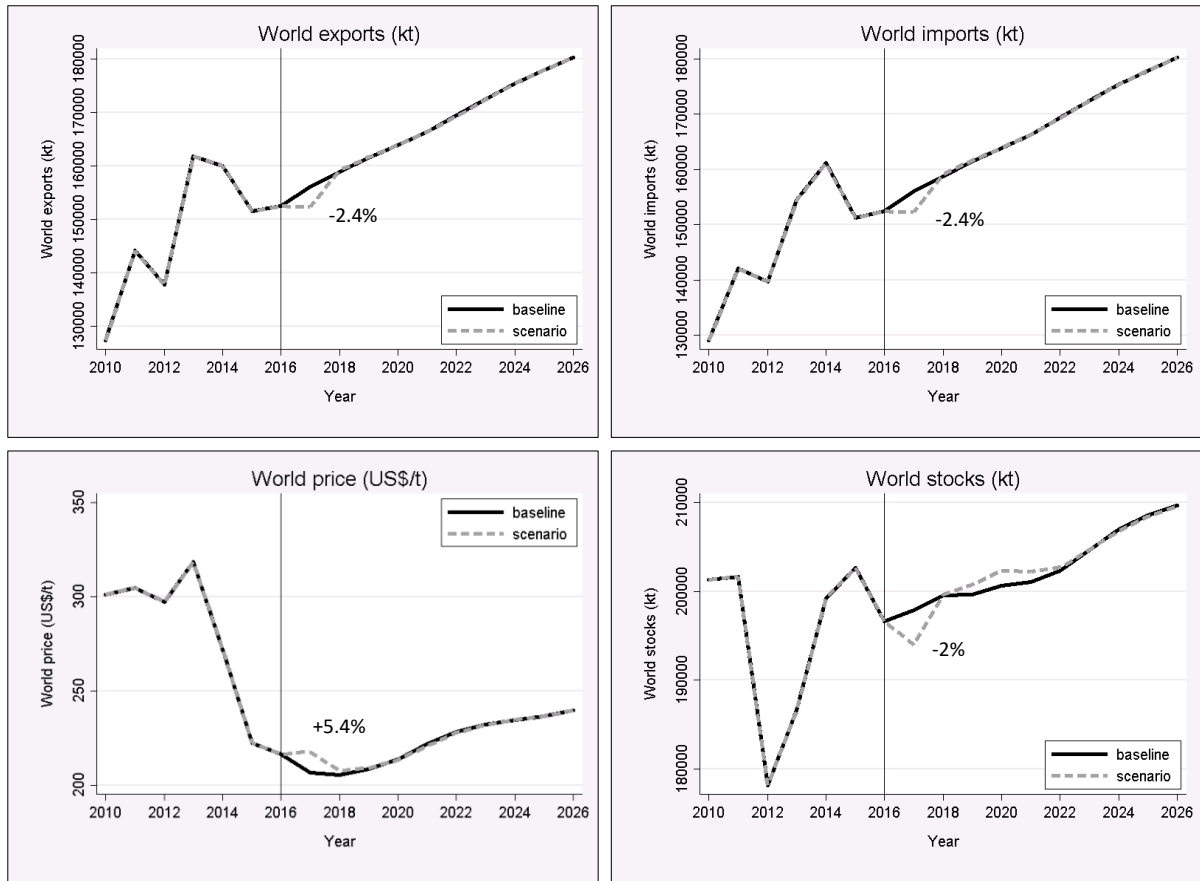 World exports (kt)
World exports (kt)
180000
170000
160000
150000
140000
130000
-2.4%
baseline
scenario
2010 2012 2014 2016 2018 2020 2022 2024 2026
Year
World imports (kt)
World imports (kt)
180000
170000
160000
150000
140000
130000
-2.4%
baseline
scenario
2010 2012 2014 2016 2018 2020 2022 2024 2026
Year
World price (US$/t)
World price (US$/t)
350
300
250
200
baseline
scenario
+5.4%
2010 2012 2014 2016 2018 2020 2022 2024 2026
Year
World stocks (kt)
World stocks (kt)
210000
200000
190000
180000
-2%
baseline
scenario
2010 2012 2014 2016 2018 2020 2022 2024 2026
Year